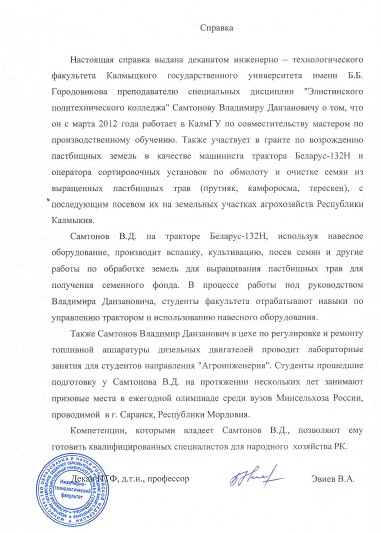 Справка
Настоящая справка выдана деканатом инженерно – технологического
факультета Калмыцкого государственного университета имени Б.Б.
Городовикова преподавателю специальных дисциплин "Элистинского
политехнического колледжа" Самтонову Владимиру Данзановичу о том, что
он с марта 2012 года работает в КалмГУ по совместительству мастером по
производственному обучению. Также участвует в гранте по возрождению
пастбищных земель в качестве машиниста трактора Беларус-132Н и
оператора сортировочных установок по обмолоту и очистке семян из
выращенных пастбищных трав (прутняк, камфоросма, терескен), с
последующим посевом их на земельных участках агрохозяйств Республики
Калмыкия.
Самтонов В.Д. на тракторе Беларус-132Н, используя навесное
оборудование, производит вспашку, культивацию, посев семян и другие
работы по обработке земель для выращивания пастбищных трав для
получения семенного фонда. В процессе работы под руководством
Владимира Данзановича, студенты факультета отрабатывают навыки по
управлению трактором и использованию навесного оборудования.
Также Самтонов Владимир Данзанович в цехе по регулировке и ремонту
топливной аппаратуры дизельных двигателей проводит лабораторные
занятия для студентов направления "Агроинженерия". Студенты прошедшие
подготовку у Самтонова В.Д. на протяжении нескольких лет занимают
призовые места в ежегодной олимпиаде среди вузов Минсельхоза России,
проводимой в г. Саранск, Республики Мордовия.
Компетенции, которыми владеет Самтонов В.Д., позволяют ему
готовить квалифицированных специалистов для народного хозяйства РК.
Декан ИТФ, д.т.н., профессор Эвиев В.А.
Инженерно-
технологический
факультет